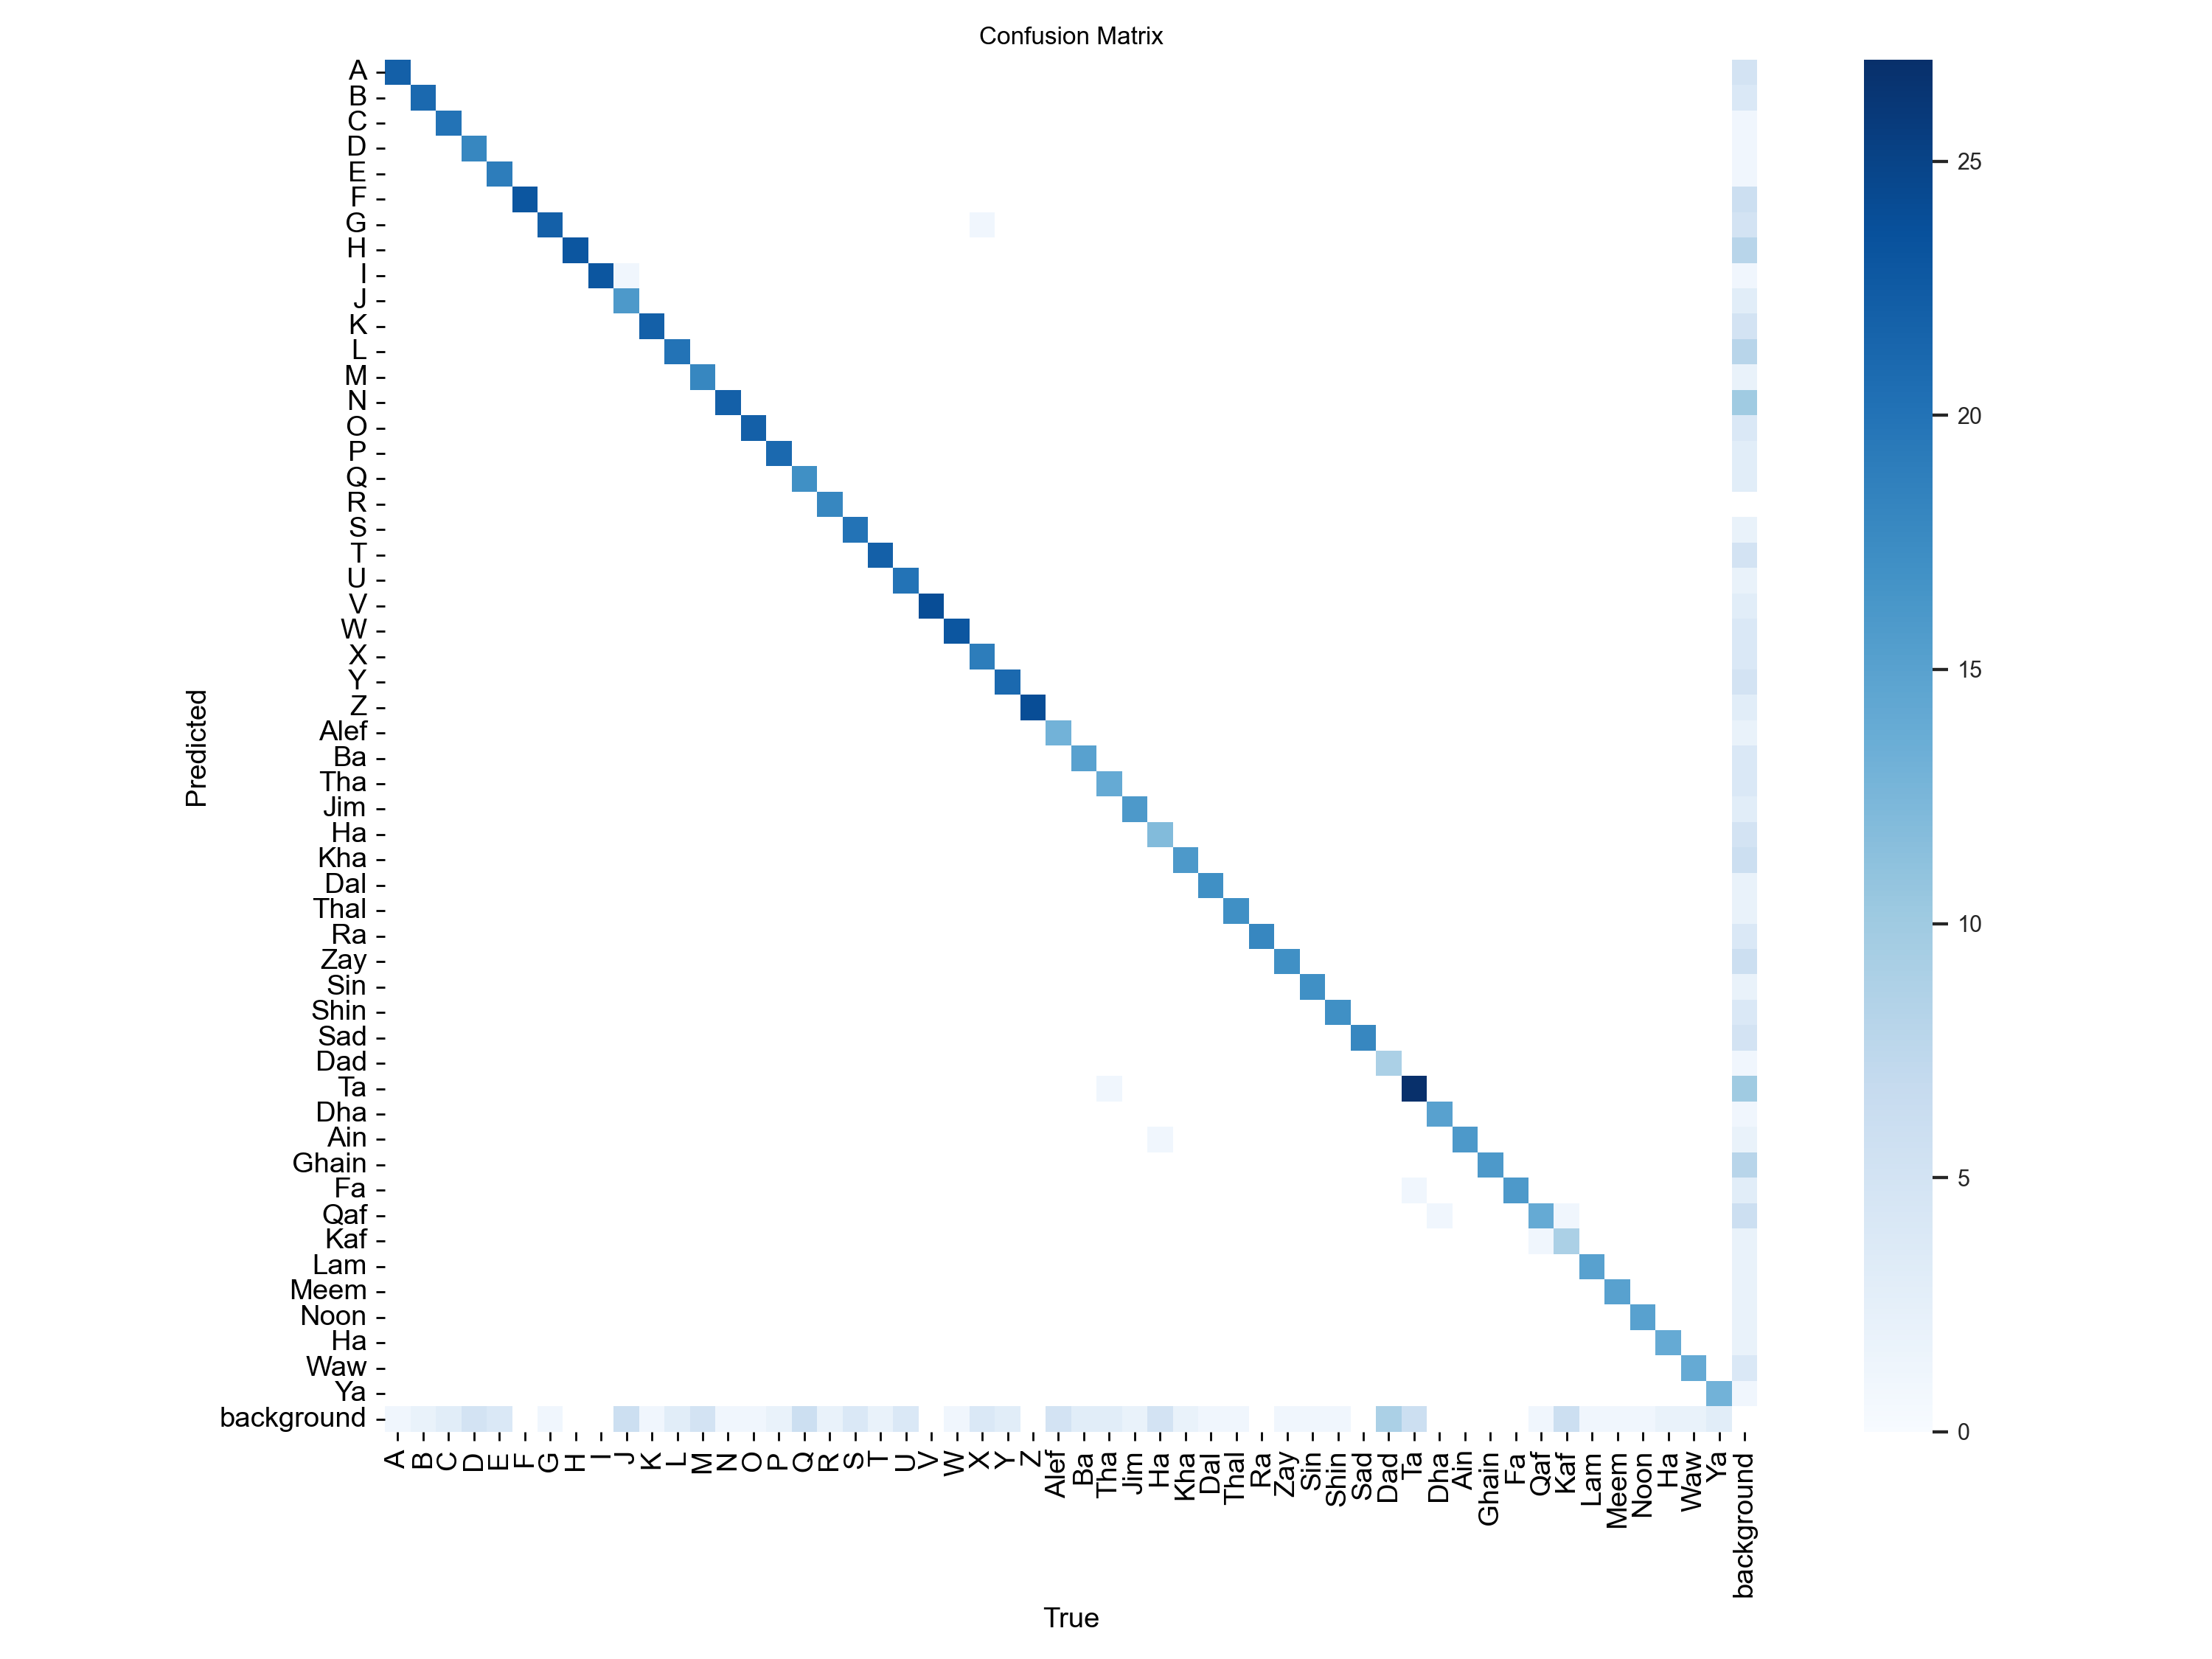 Confusion Matrix
A
B
C
D
E
F
G
H
I
J
K
L
M
N
O
P
Q
R
S
T
U
V
W
X
Y
Z
Alef
Ba
Tha
Jim
Ha
Kha
Dal
Thal
Ra
Zay
Sin
Shin
Sad
Dad
Ta
Dha
Ain
Ghain
Fa
Qaf
Kaf
Lam
Meem
Noon
Ha
Waw
Ya
background
Predicted
A B C D E F G H I J K L M N O P Q R S T U V W X Y Z Alef Ba Tha Jim Ha Kha Dal Thal Ra Zay Sin Shin Sad Dad Ta Dha Ain Ghain Fa Qaf Kaf Lam Meem Noon Ha Waw Ya background
True
25
20
15
10
5
0